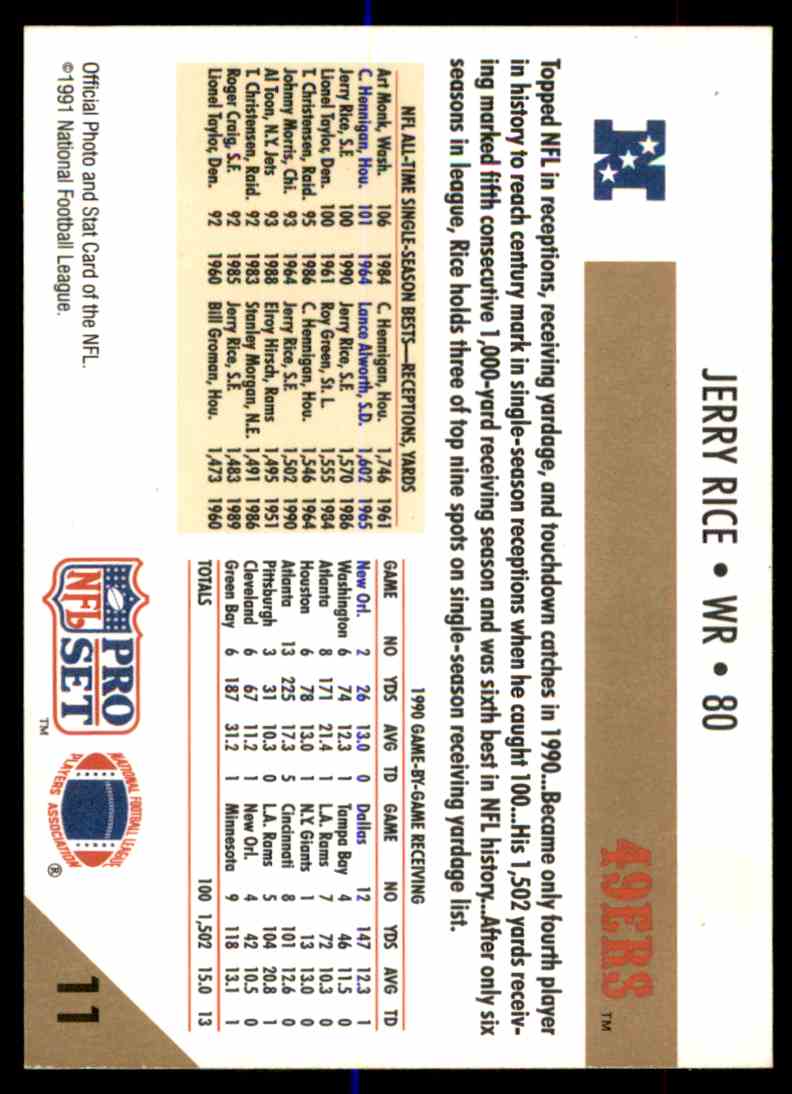 JERRY RICE • WR • 80
N
49ERS ™
Topped NFL in receptions, receiving yardage, and touchdown catches in 1990...Became only fourth player
in history to reach century mark in single-season receptions when he caught 100...His 1,502 yards receiv-
ing marked fifth consecutive 1,000-yard receiving season and was sixth best in NFL history...After only six
seasons in league, Rice holds three of top nine spots on single-season receiving yardage list.
NFL ALL-TIME SINGLE-SEASON BESTS—RECEPTIONS, YARDS
Art Monk, Wash. 106 1984 C. Hennigan, Hou. 1,746 1961
C. Hennigan, Hou. 101 1964 Lance Alworth, S.D. 1,602 1965
Jerry Rice, S.F. 100 1990 Jerry Rice, S.F. 1,570 1986
Lionel Taylor, Den. 100 1961 Roy Green, St. L. 1,555 1984
T. Christensen, Raid. 95 1986 C. Hennigan, Hou. 1,546 1964
Johnny Morris, Chi. 93 1964 Jerry Rice, S.F. 1,502 1990
Al Toon, N.Y. Jets 93 1988 Elroy Hirsch, Rams 1,495 1951
T. Christensen, Raid. 92 1983 Stanley Morgan, N.E. 1,491 1986
Roger Craig, S.F. 92 1985 Jerry Rice, S.F. 1,483 1989
Lionel Taylor, Den. 92 1960 Bill Groman, Hou. 1,473 1960
1990 GAME-BY-GAME RECEIVING
GAME NO YDS AVG TD GAME NO YDS AVG TD
New Orl. 2 26 13.0 0 Dallas 12 147 12.3 1
Washington 6 74 12.3 1 Tampa Bay 4 46 11.5 0
Atlanta 8 171 21.4 1 L.A. Rams 7 72 10.3 0
Houston 6 78 13.0 1 N.Y. Giants 1 13 13.0 0
Atlanta 13 225 17.3 5 Cincinnati 8 101 12.6 0
Pittsburgh 3 31 10.3 0 L.A. Rams 5 104 20.8 1
Cleveland 6 67 11.2 1 New Orl. 4 42 10.5 0
Green Bay 6 187 31.2 1 Minnesota 9 118 13.1 1
TOTALS 100 1,502 15.0 13
Official Photo and Stat Card of the NFL.
©1991 National Football League.
NFL PRO SET ™
NATIONAL FOOTBALL LEAGUE
PLAYERS ASSOCIATION ®
11